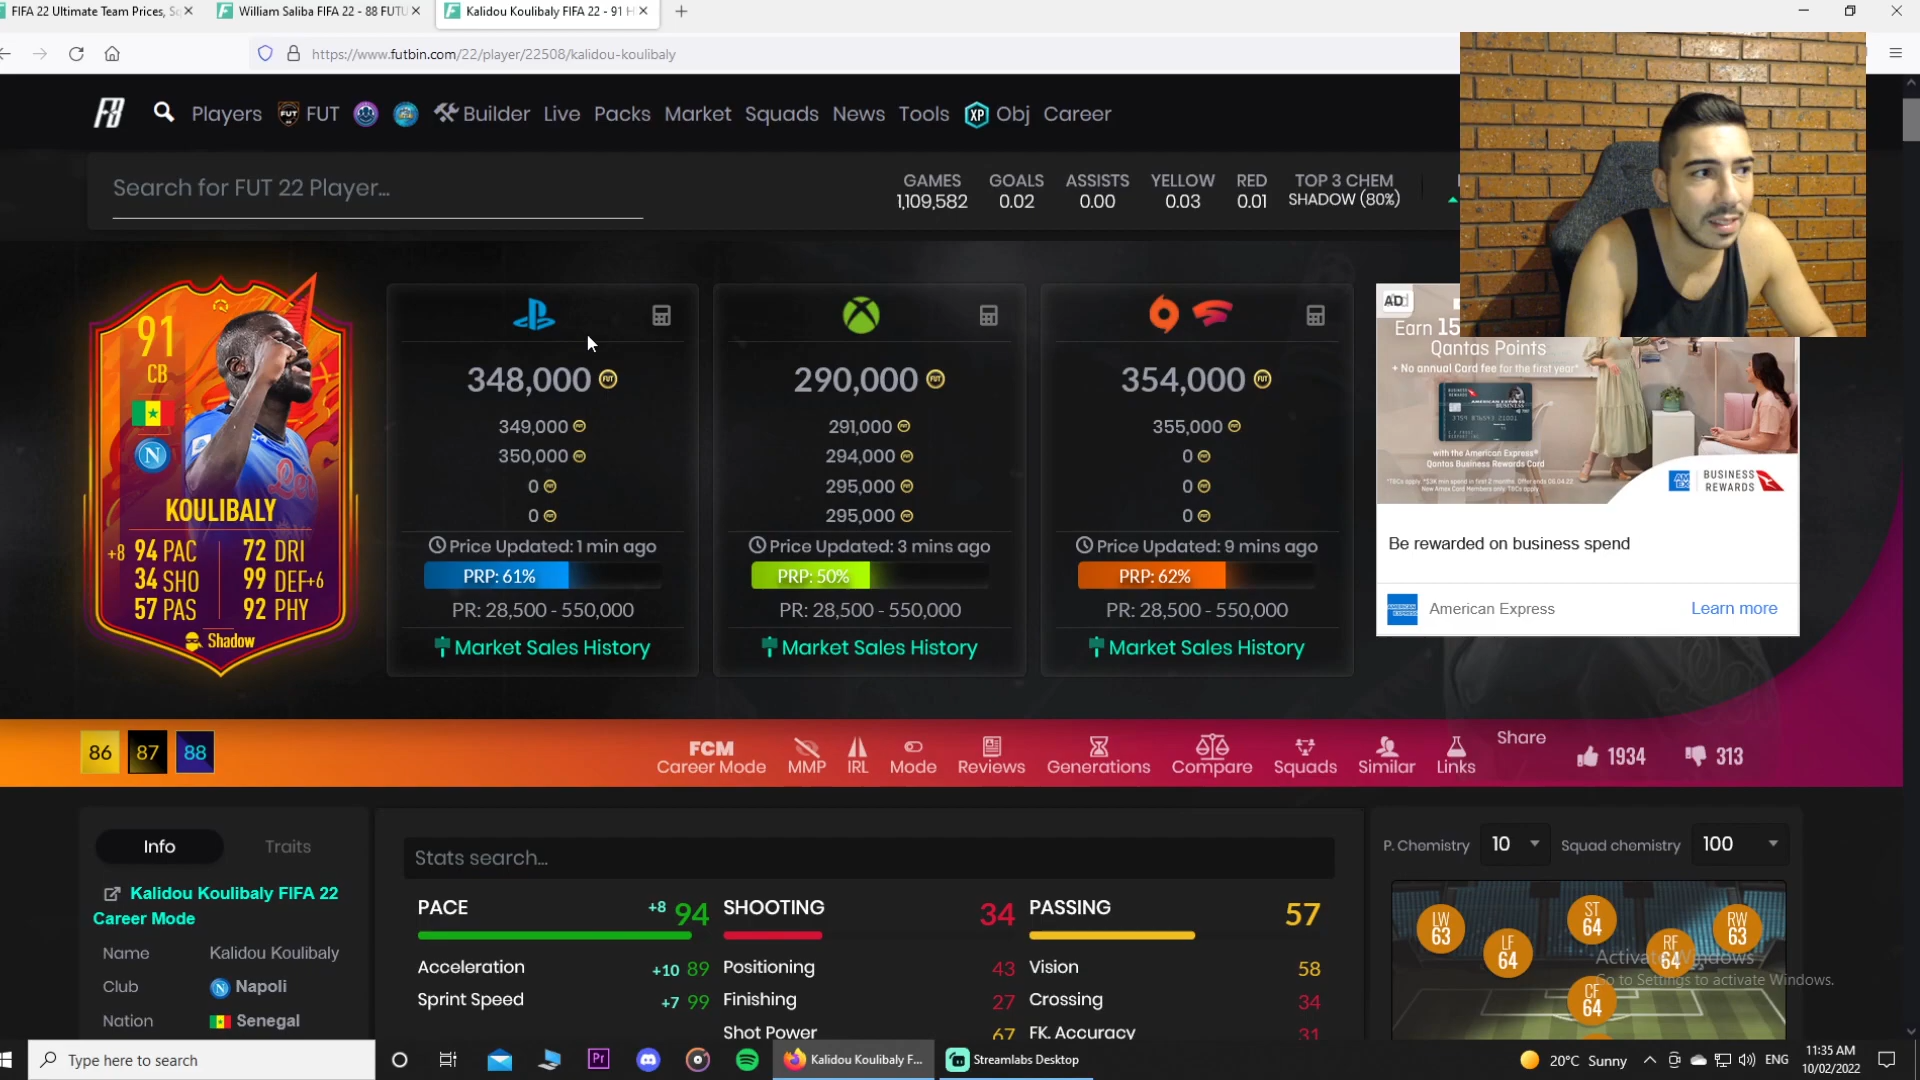 FIFA 22 Ultimate Team Prices, Sq
William Saliba FIFA 22 - 88 FUTU
Kalidou Koulibaly FIFA 22 - 91 H
https://www.futbin.com/22/player/22508/kalidou-koulibaly
Players FUT Builder Live Packs Market Squads News Tools XP Obj Career
Search for FUT 22 Player...
GAMES GOALS ASSISTS YELLOW RED TOP 3 CHEM
1,109,582 0.02 0.00 0.03 0.01 SHADOW (80%)
91
CB
N
KOULIBALY
+8 94 PAC 72 DRI
34 SHO 99 DEF+6
57 PAS 92 PHY
Shadow
348,000
349,000
350,000
0
0
Price Updated: 1 min ago
PRP: 61%
PR: 28,500 - 550,000
Market Sales History
290,000
291,000
294,000
295,000
295,000
Price Updated: 3 mins ago
PRP: 50%
PR: 28,500 - 550,000
Market Sales History
354,000
355,000
0
0
0
Price Updated: 9 mins ago
PRP: 62%
PR: 28,500 - 550,000
Market Sales History
AD
Earn 15
Qantas Points
+ No annual Card fee for the first year*
with the American Express®
Qantas Business Rewards Card
AM EX BUSINESS
REWARDS
Be rewarded on business spend
American Express Learn more
86 87 88
FCM
Career Mode MMP IRL Mode Reviews Generations Compare Squads Similar Links
Share
1934 313
Info Traits
Kalidou Koulibaly FIFA 22
Career Mode
Name Kalidou Koulibaly
Club Napoli
Nation Senegal
Stats search...
PACE +8 94
Acceleration +10 89
Sprint Speed +7 99
SHOOTING 34
Positioning 43
Finishing 27
Shot Power 67
PASSING 57
Vision 58
Crossing 34
FK. Accuracy 31
P. Chemistry 10 Squad chemistry 100
LW
63
LF
64
ST
64
RF
64
RW
63
CF
64
Activate Windows
Go to Settings to activate Windows.
Type here to search
Pr
Kalidou Koulibaly F...
Streamlabs Desktop
20°C Sunny
ENG
11:35 AM
10/02/2022